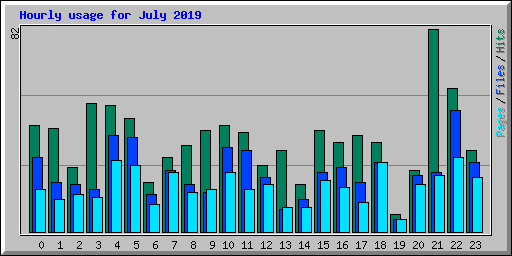 Hourly usage for July 2019
82
Pages / Files / Hits
0 1 2 3 4 5 6 7 8 9 10 11 12 13 14 15 16 17 18 19 20 21 22 23